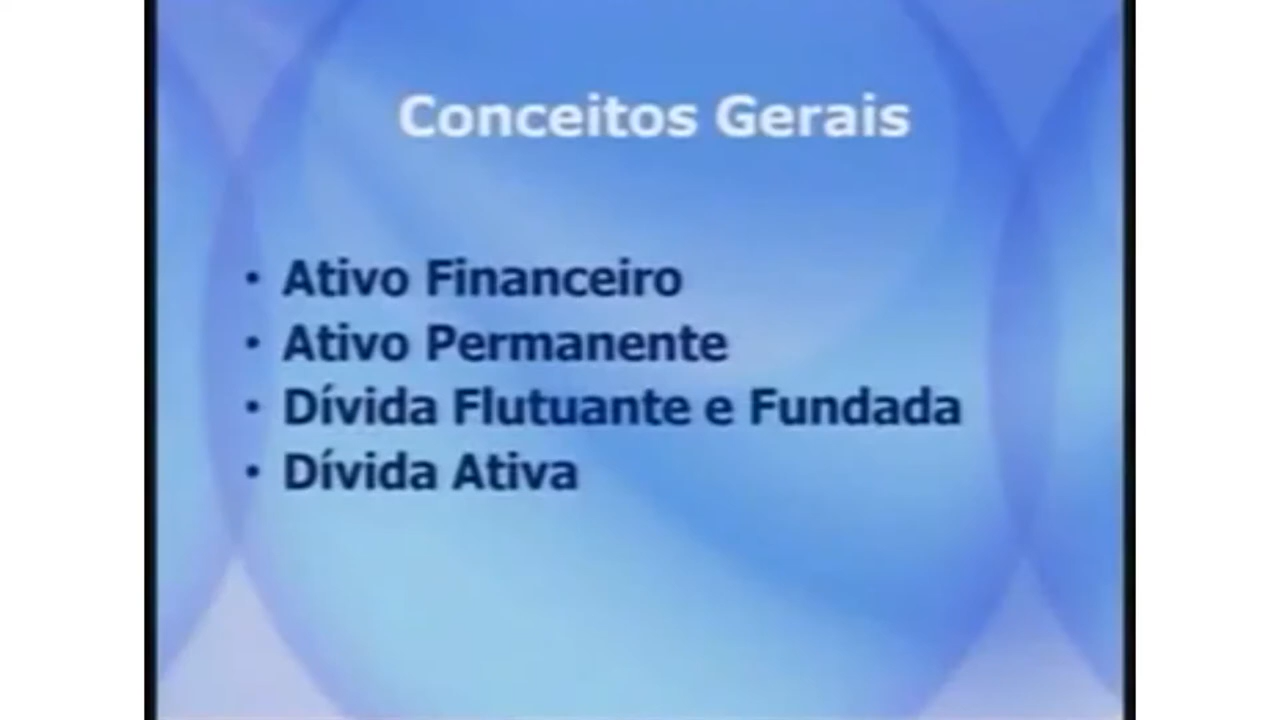 Conceitos Gerais
• Ativo Financeiro
• Ativo Permanente
• Dívida Flutuante e Fundada
• Dívida Ativa